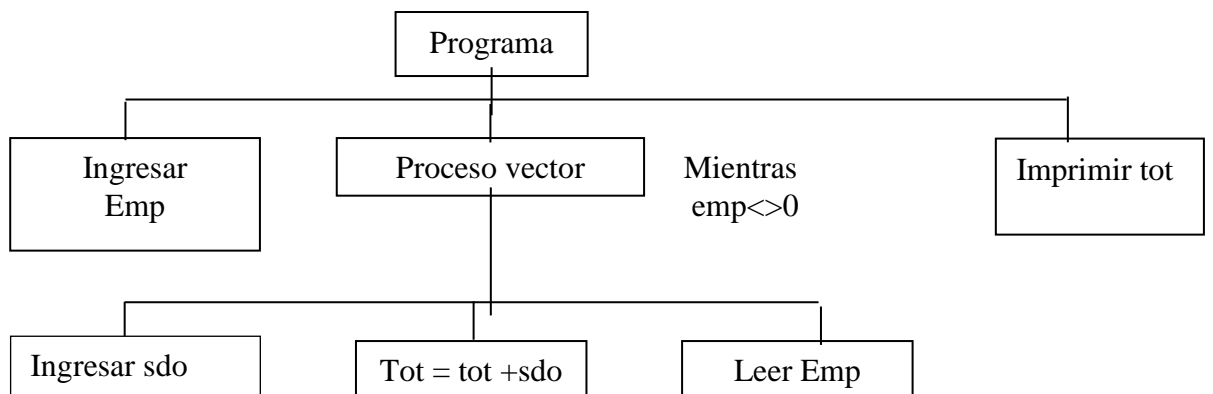 Programa
Ingresar
Emp
Proceso vector
Mientras
emp<>0
Imprimir tot
Ingresar sdo
Tot = tot +sdo
Leer Emp